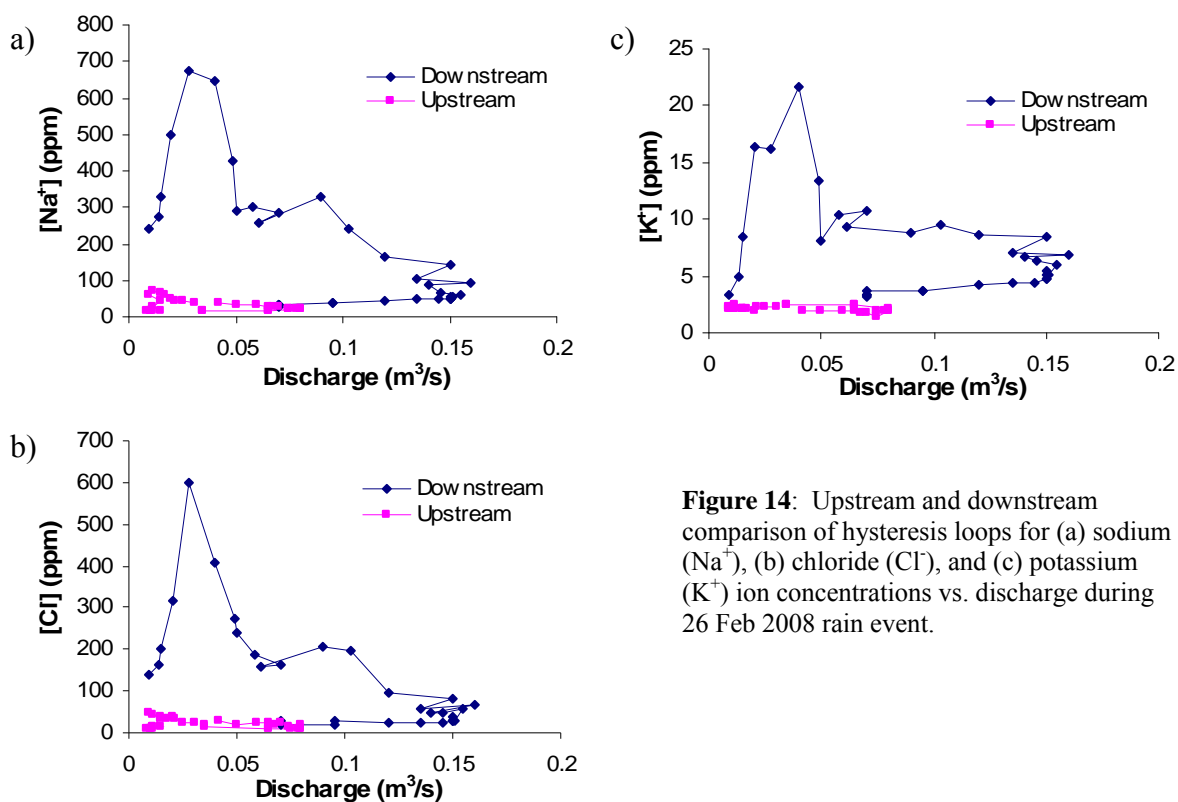 a)
800
700
600
500
400
300
200
100
0
[Na+] (ppm)
Downstream
Upstream
0 0.05 0.1 0.15 0.2
Discharge (m3/s)
c)
25
20
15
10
5
0
[K+] (ppm)
Downstream
Upstream
0 0.05 0.1 0.15 0.2
Discharge (m3/s)
b)
700
600
500
400
300
200
100
0
[Cl] (ppm)
Downstream
Upstream
0 0.05 0.1 0.15 0.2
Discharge (m3/s)
Figure 14: Upstream and downstream
comparison of hysteresis loops for (a) sodium
(Na+), (b) chloride (Cl-), and (c) potassium
(K+) ion concentrations vs. discharge during
26 Feb 2008 rain event.